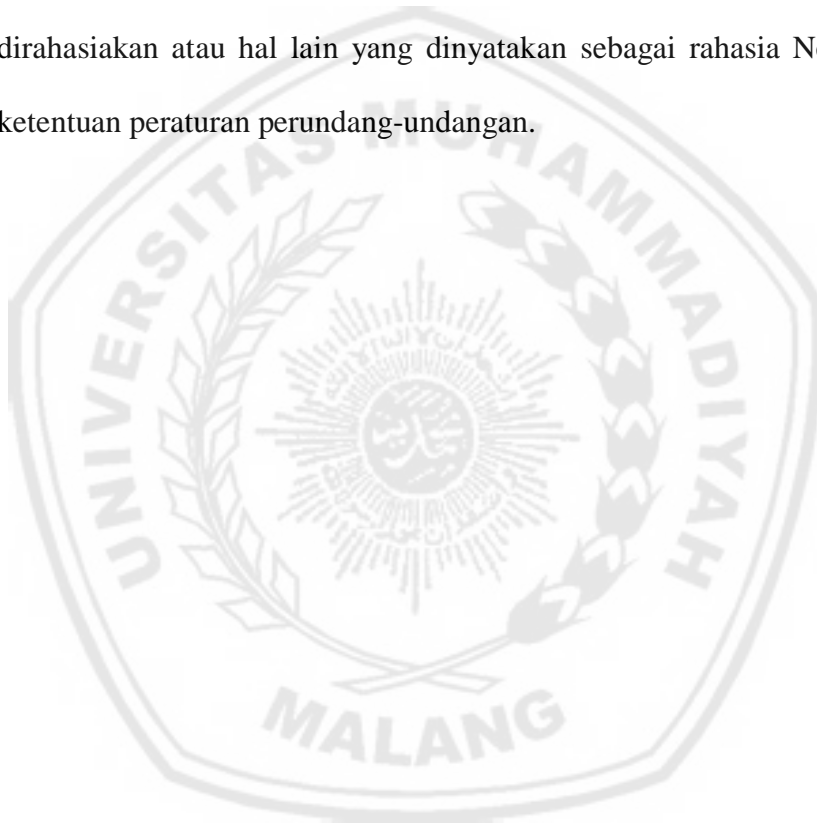 dirahasiakan atau hal lain yang dinyatakan sebagai rahasia
ketentuan peraturan perundang-undangan.
UNIVERSITAS MUHAMMADIYAH
MALANG